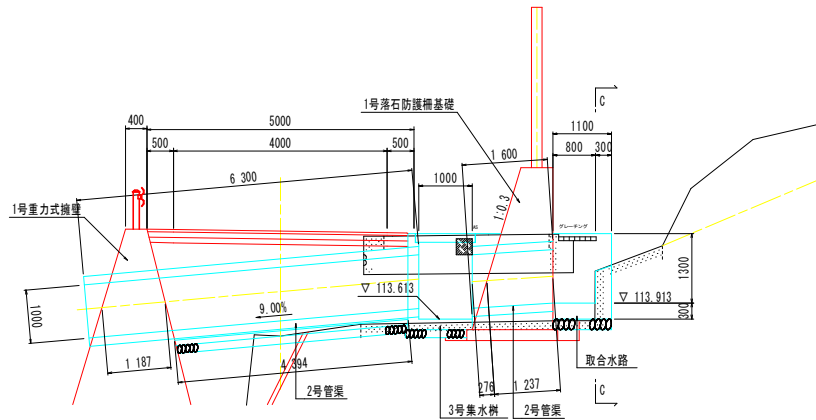 C
1号落石防護柵基礎
1100
400
5000
500
4000
500
800
300
1 600
1000
6 300
1:0.3
1号重力式擁壁
AS
グレーチング
1300
▽ 113.613
▽ 113.913
1000
9.00%
300
1 187
4 394
276
1 237
取合水路
2号管渠
3号集水桝
2号管渠
C